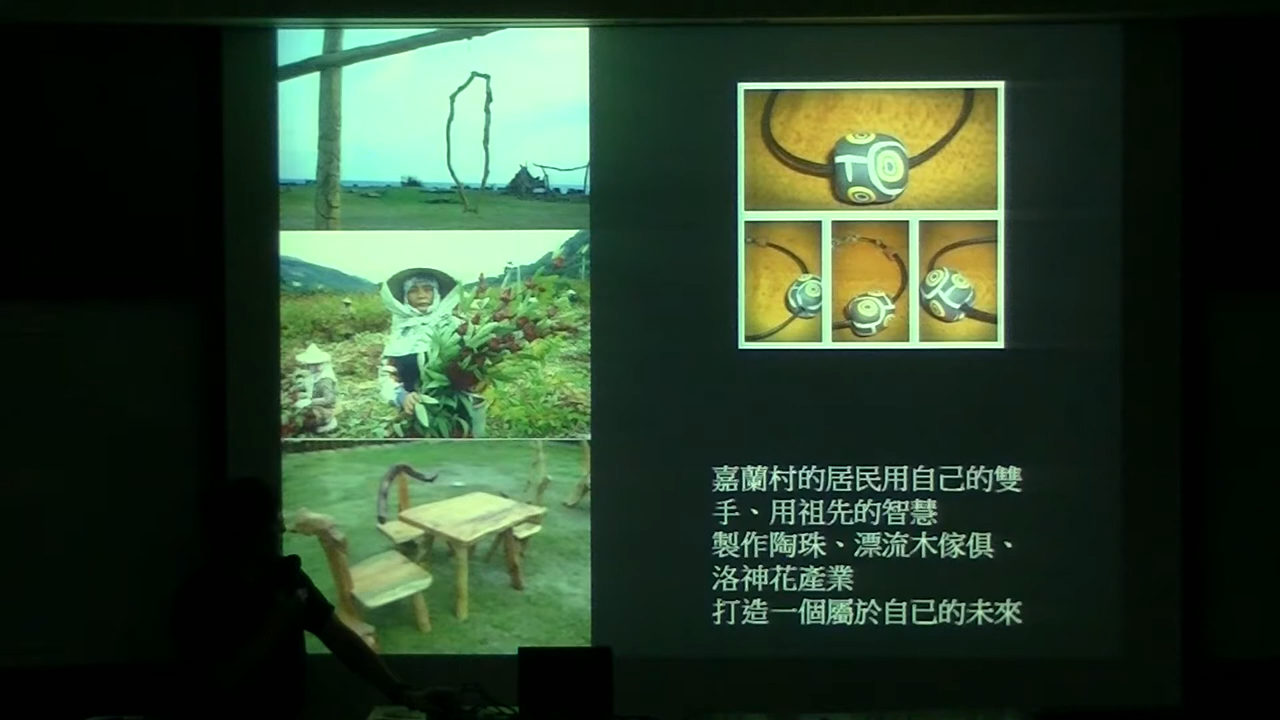 嘉蘭村的居民用自己的雙
手、用祖先的智慧
製作陶珠、漂流木傢俱、
洛神花產業
打造一個屬於自已的未來